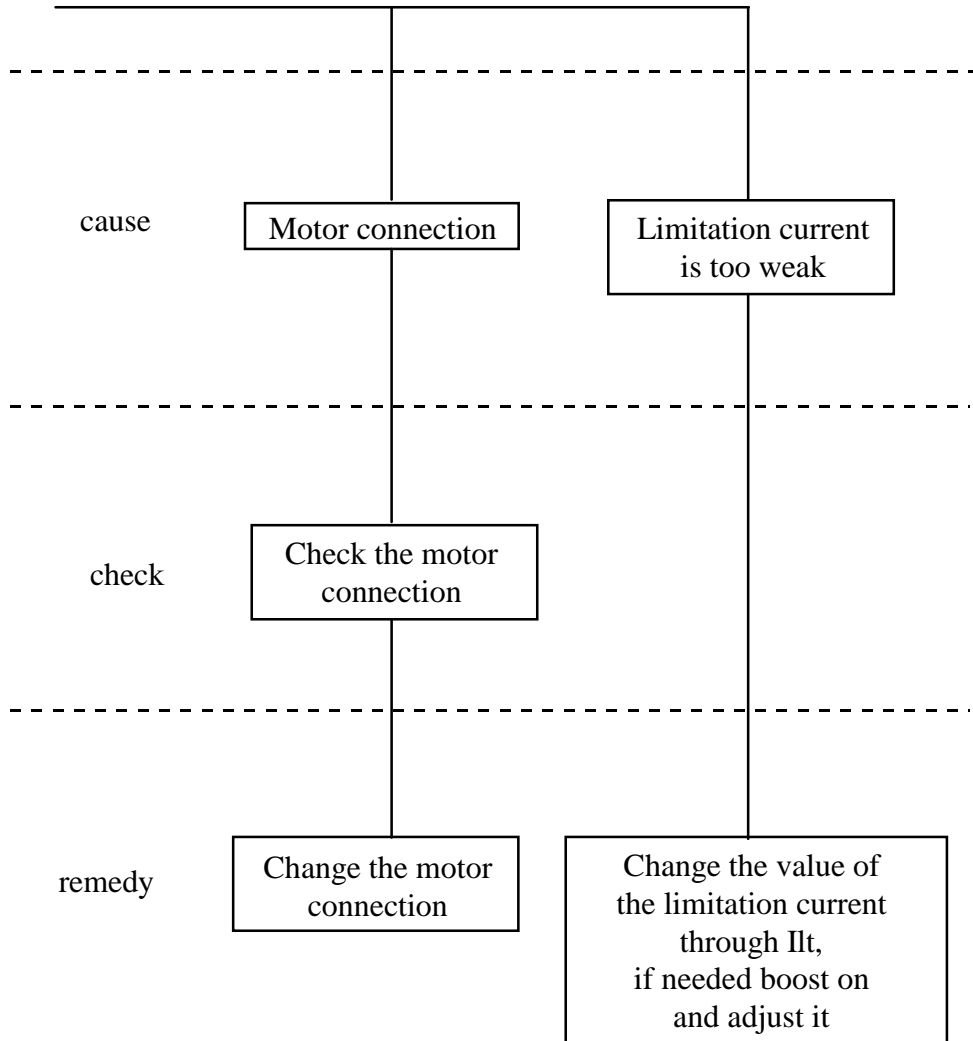 cause
Motor connection
Limitation current
is too weak
check
Check the motor
connection
remedy
Change the motor
connection
Change the value of
the limitation current
through Ilt,
if needed boost on
and adjust it